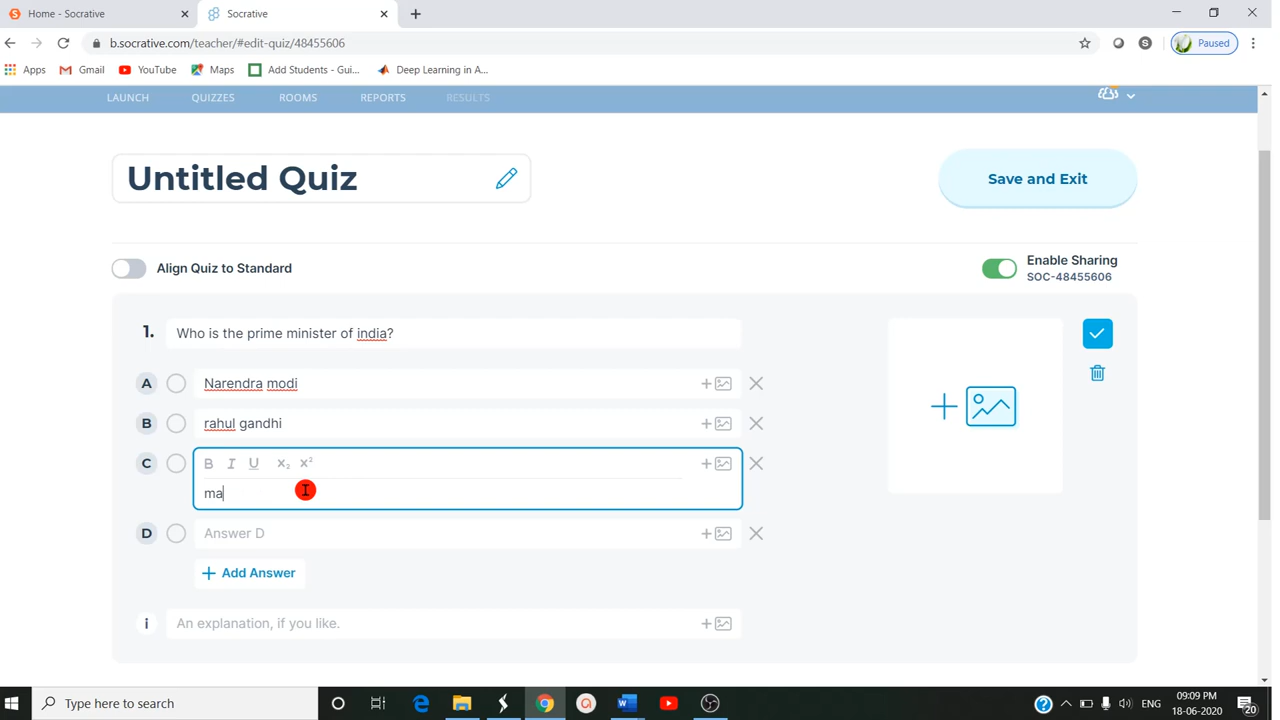 Home - Socrative
Socrative
b.socrative.com/teacher/#edit-quiz/48455606
S
Paused
Apps
Gmail
YouTube
Maps
Add Students - Gui...
Deep Learning in A...
LAUNCH
QUIZZES
ROOMS
REPORTS
RESULTS
Untitled Quiz
Save and Exit
Align Quiz to Standard
Enable Sharing
SOC-48455606
1. Who is the prime minister of india?
A Narendra modi
B rahul gandhi
C B I U X₂ X²
ma
D Answer D
+ Add Answer
i An explanation, if you like.
Type here to search
ENG
09:09 PM
18-06-2020
20